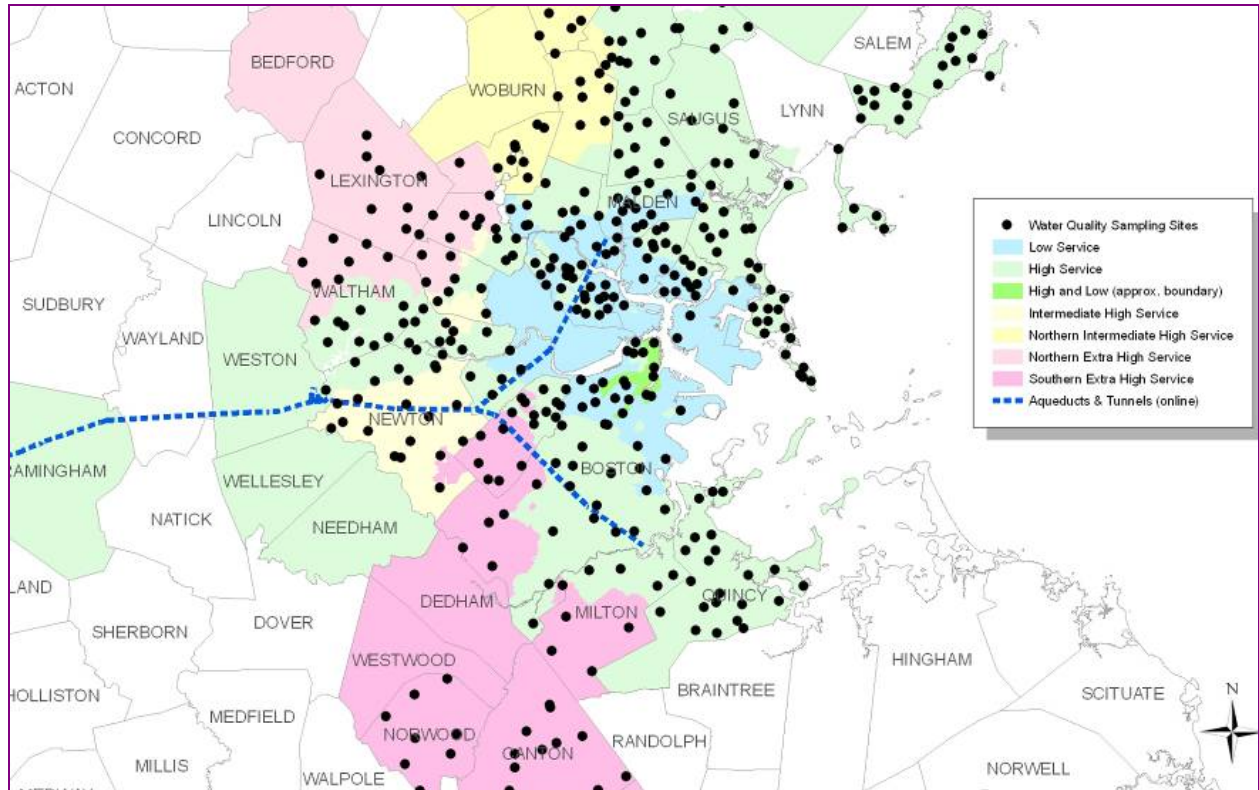 SALEM
BEDFORD
ACTON
WOBURN
LYNN
SAUGUS
CONCORD
LEXINGTON
MALDEN
LINCOLN
WALTHAM
SUDBURY
WAYLAND
WESTON
NEWTON
RAMINGHAM
BOSTON
WELLESLEY
NATICK
NEEDHAM
LAND
DEDHAM
QUINCY
MILTON
DOVER
SHERBORN
WESTWOOD
HINGHAM
BRAINTREE
SCITUATE
HOLLISTON
MEDFIELD
NORWOOD
RANDOLPH
CANTON
MILLIS
WALPOLE
NORWELL
N
Water Quality Sampling Sites
Low Service
High Service
High and Low (approx. boundary)
Intermediate High Service
Northern Intermediate High Service
Northern Extra High Service
Southern Extra High Service
Aqueducts & Tunnels (online)